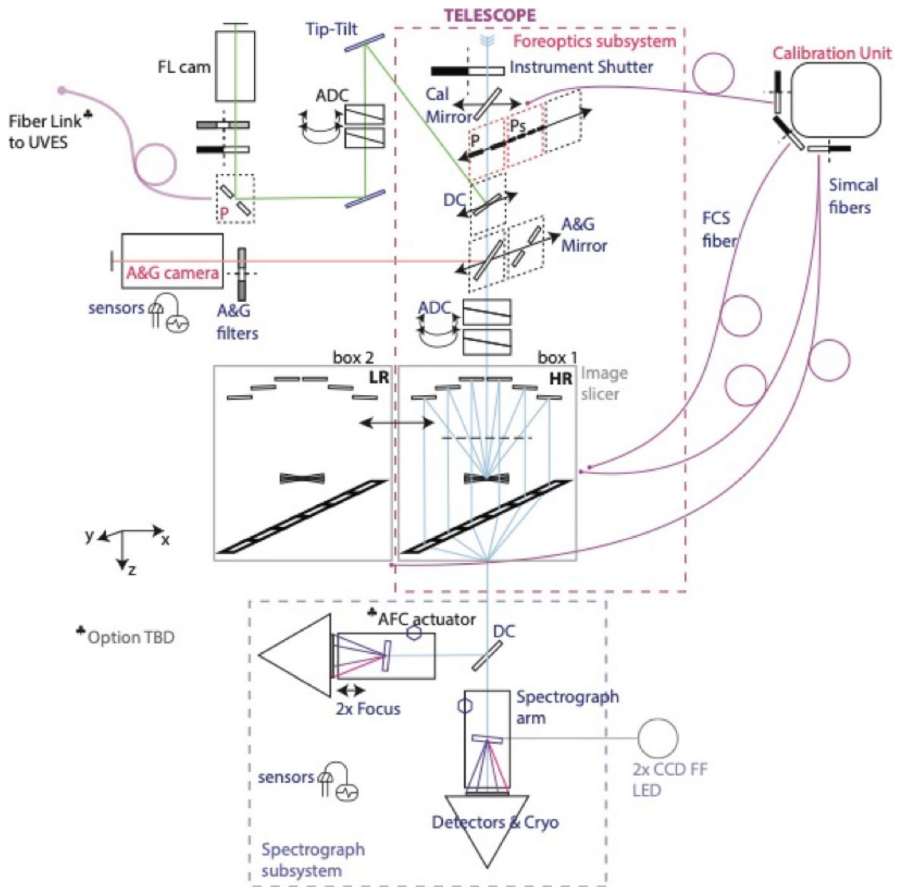 TELESCOPE
Tip-Tilt
Foreoptics subsystem
Calibration Unit
FL cam
Instrument Shutter
ADC
Cal
Mirror
Fiber Link♣
to UVES
P
Ps
P
DC
Simcal
fibers
FCS
fiber
A&G
Mirror
A&G camera
sensors
A&G
filters
ADC
box 2
box 1
LR
HR
Image
slicer
y
x
z
♣Option TBD
♣AFC actuator
DC
2x Focus
Spectrograph
arm
sensors
2x CCD FF
LED
Detectors & Cryo
Spectrograph
subsystem